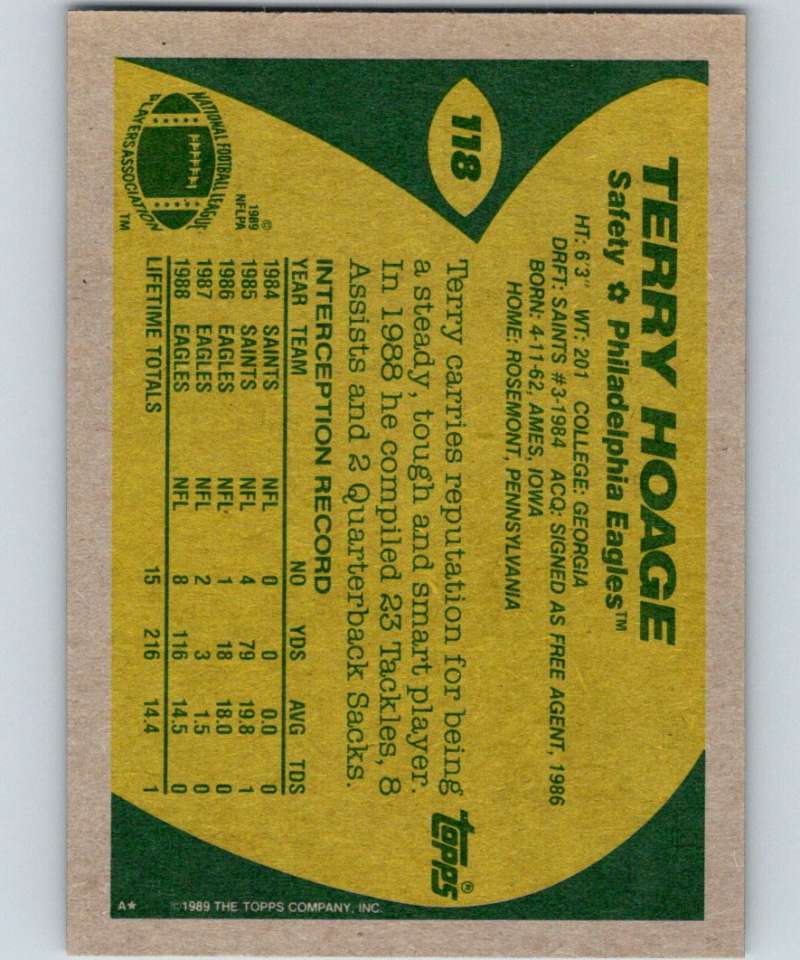 118
TERRY HOAGE
Safety ✿ Philadelphia Eagles™
HT: 6'3" WT: 201 COLLEGE: GEORGIA
DRFT: SAINTS #3-1984 ACQ: SIGNED AS FREE AGENT, 1986
BORN: 4-11-62, AMES, IOWA
HOME: ROSEMONT, PENNSYLVANIA
Terry carries reputation for being
a steady, tough and smart player.
In 1988 he compiled 23 Tackles, 8
Assists and 2 Quarterback Sacks.
topps®
INTERCEPTION RECORD
YEAR TEAM NO YDS AVG TDS
1984 SAINTS NFL 0 0 0.0 0
1985 SAINTS NFL 4 79 19.8 1
1986 EAGLES NFL 1 18 18.0 0
1987 EAGLES NFL 2 3 1.5 0
1988 EAGLES NFL 8 116 14.5 0
LIFETIME TOTALS 15 216 14.4 1
NATIONAL FOOTBALL LEAGUE
PLAYERS ASSOCIATION
TM
©
1989
NFLPA
A★ ©1989 THE TOPPS COMPANY, INC.